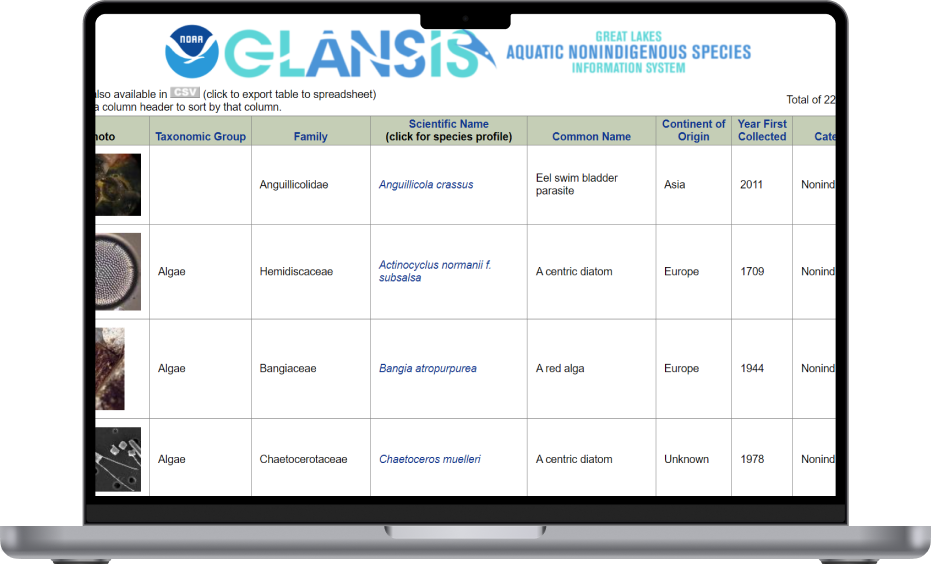 NOAA
GLANSIS
GREAT LAKES
AQUATIC NONINDIGENOUS SPECIES
INFORMATION SYSTEM
lso available in CSV (click to export table to spreadsheet)
a column header to sort by that column.
Total of 22
hoto Taxonomic Group Family Scientific Name (click for species profile) Common Name Continent of Origin Year First Collected Cate
Anguillicolidae Anguillicola crassus Eel swim bladder parasite Asia 2011 Nonind
Algae Hemidiscaceae Actinocyclus normanii f. subsalsa A centric diatom Europe 1709 Nonind
Algae Bangiaceae Bangia atropurpurea A red alga Europe 1944 Nonind
Algae Chaetocerotaceae Chaetoceros muelleri A centric diatom Unknown 1978 Nonind